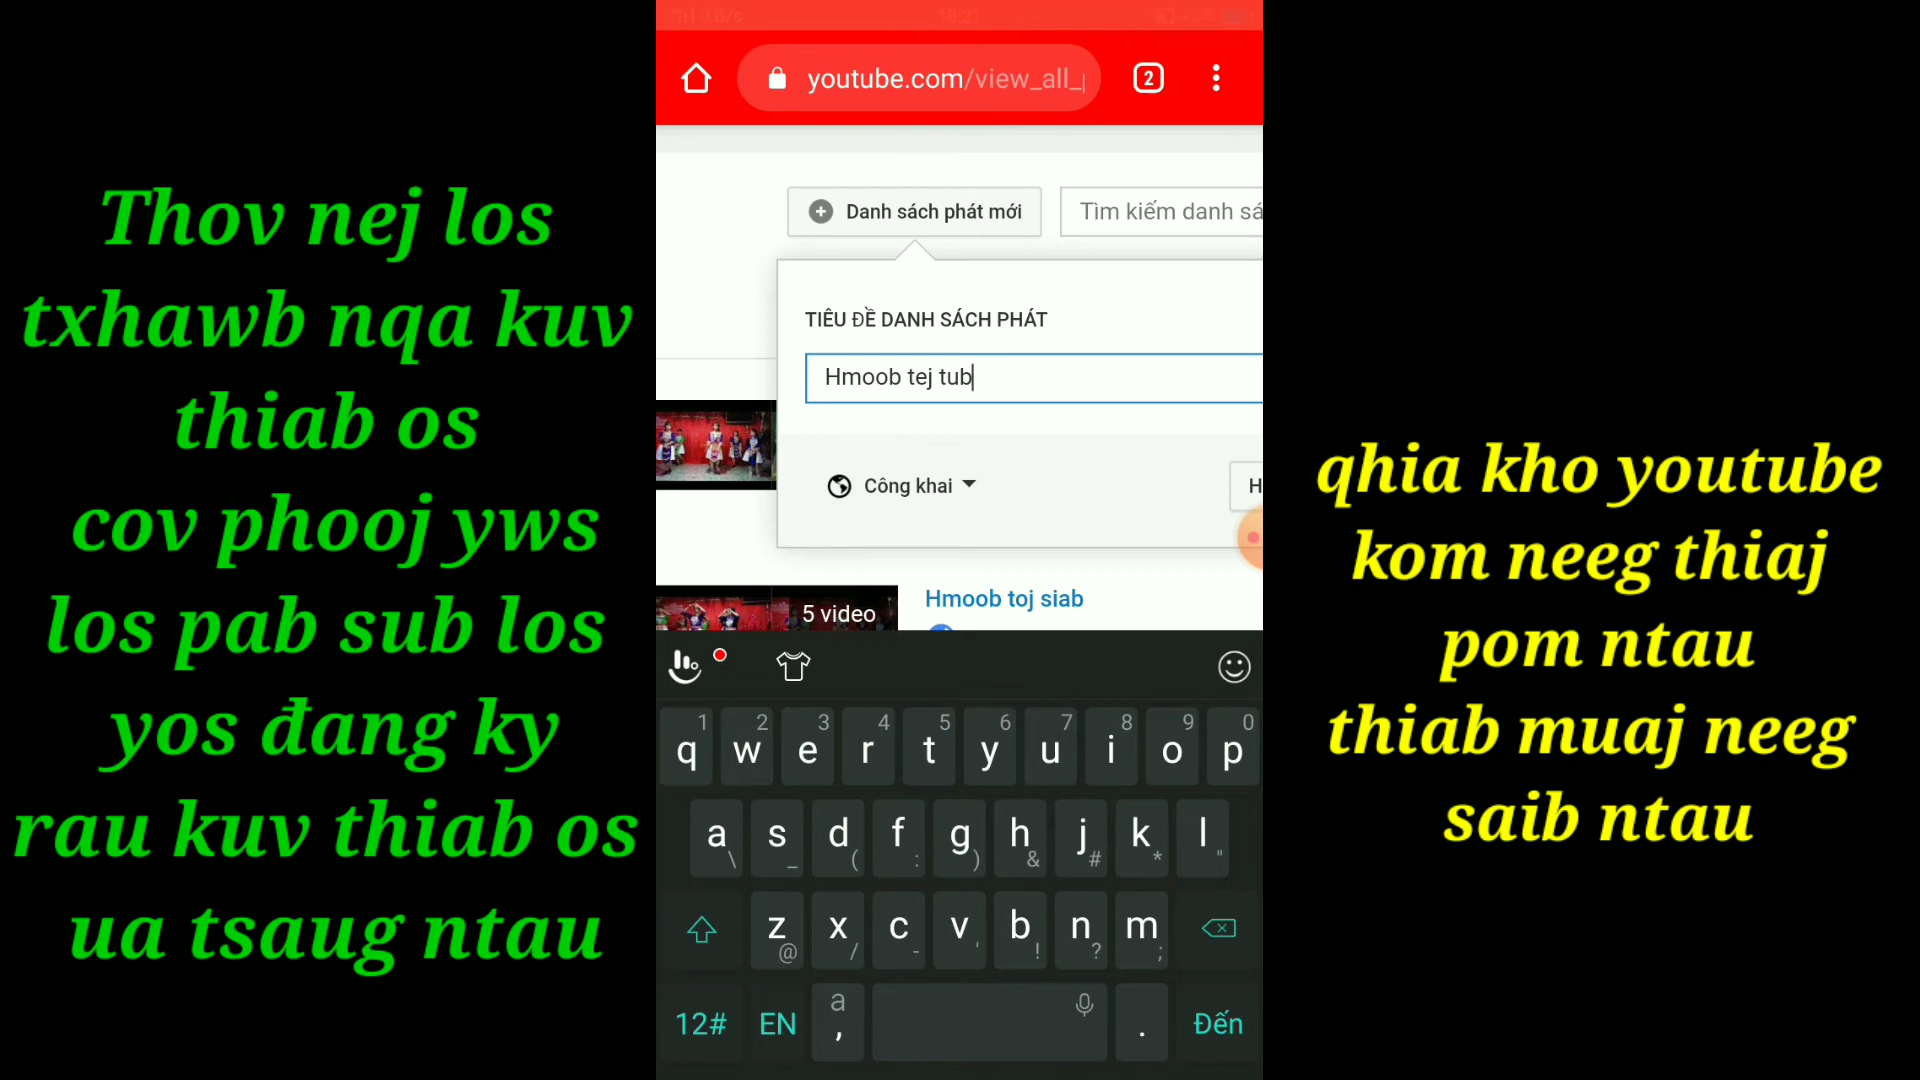 Thov nej los
txhawb nqa kuv
thiab os
cov phooj yws
los pab sub los
yos đang ky
rau kuv thiab os
ua tsaug ntau
18:21
youtube.com/view_all_p
2
Danh sách phát mới
Tìm kiếm danh sá
TIÊU ĐỀ DANH SÁCH PHÁT
Hmoob tej tub
Công khai
H
5 video
Hmoob toj siab
1 2 3 4 5 6 7 8 9 0
q w e r t y u i o p
a s d f g h j k l
\ _ ( : ) & # * "
z x c v b n m
@ / - ' ! ? ;
12# EN a , . Đến
qhia kho youtube
kom neeg thiaj
pom ntau
thiab muaj neeg
saib ntau